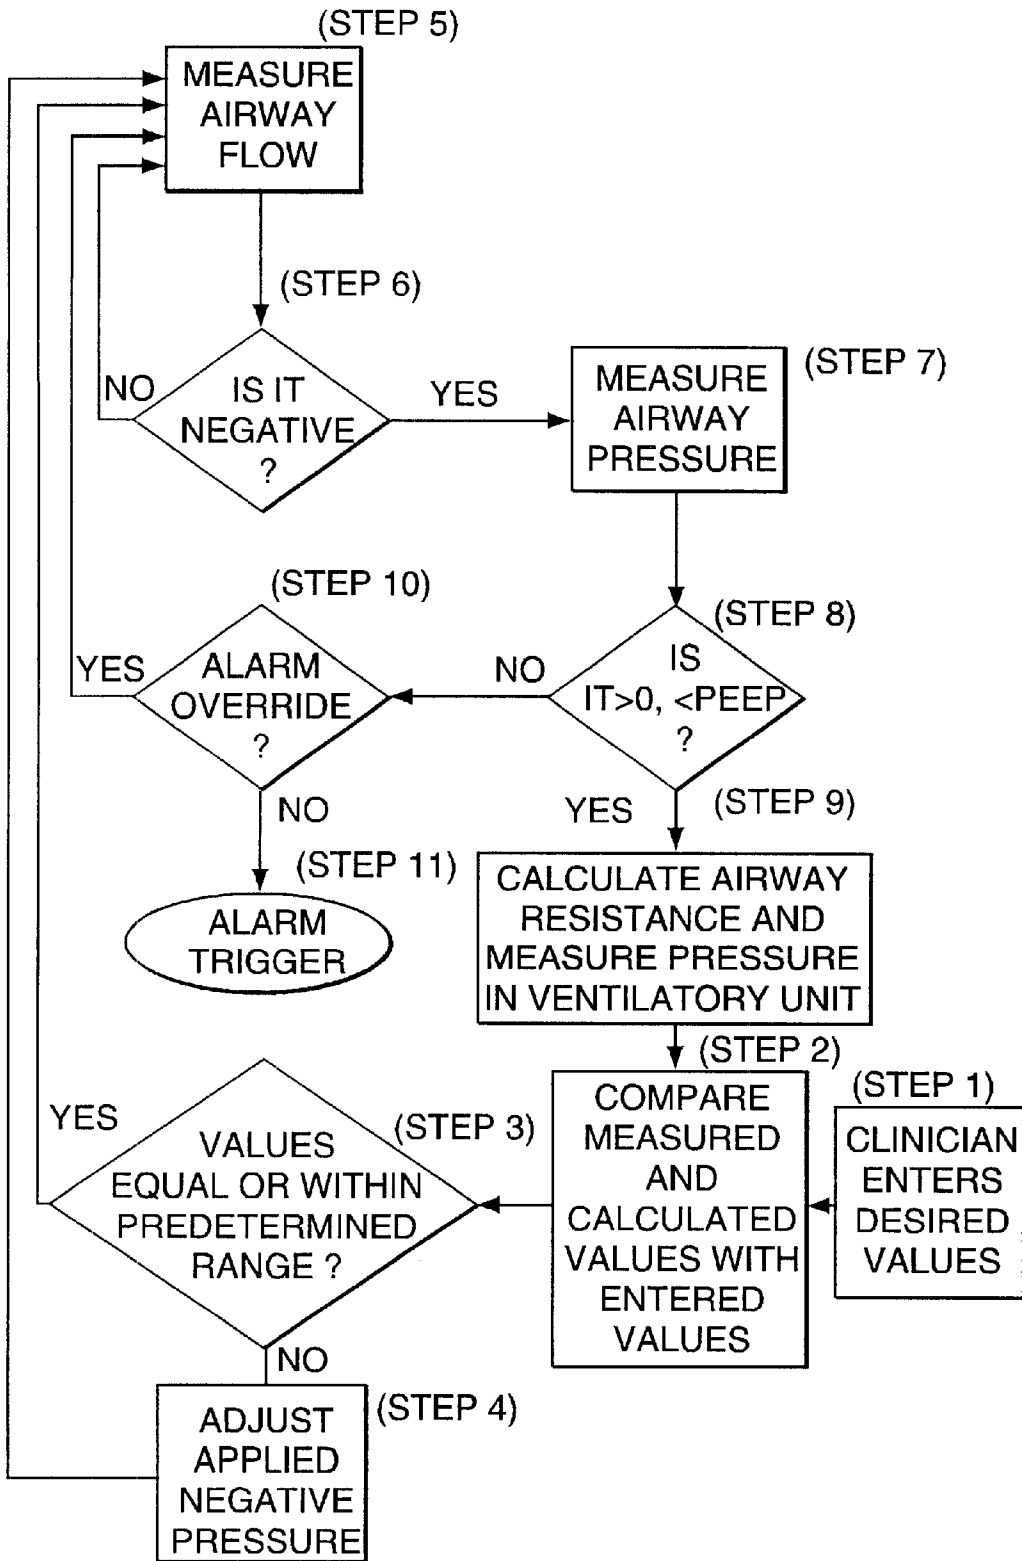 (STEP 5)
MEASURE
AIRWAY
FLOW
(STEP 6)
NO
IS IT
NEGATIVE
?
YES
(STEP 7)
MEASURE
AIRWAY
PRESSURE
(STEP 8)
IS
IT>0, <PEEP
?
NO
(STEP 10)
YES
ALARM
OVERRIDE
?
NO
(STEP 11)
ALARM
TRIGGER
YES
(STEP 9)
CALCULATE AIRWAY
RESISTANCE AND
MEASURE PRESSURE
IN VENTILATORY UNIT
(STEP 2)
COMPARE
MEASURED
AND
CALCULATED
VALUES WITH
ENTERED
VALUES
(STEP 1)
CLINICIAN
ENTERS
DESIRED
VALUES
(STEP 3)
YES
VALUES
EQUAL OR WITHIN
PREDETERMINED
RANGE ?
NO
(STEP 4)
ADJUST
APPLIED
NEGATIVE
PRESSURE